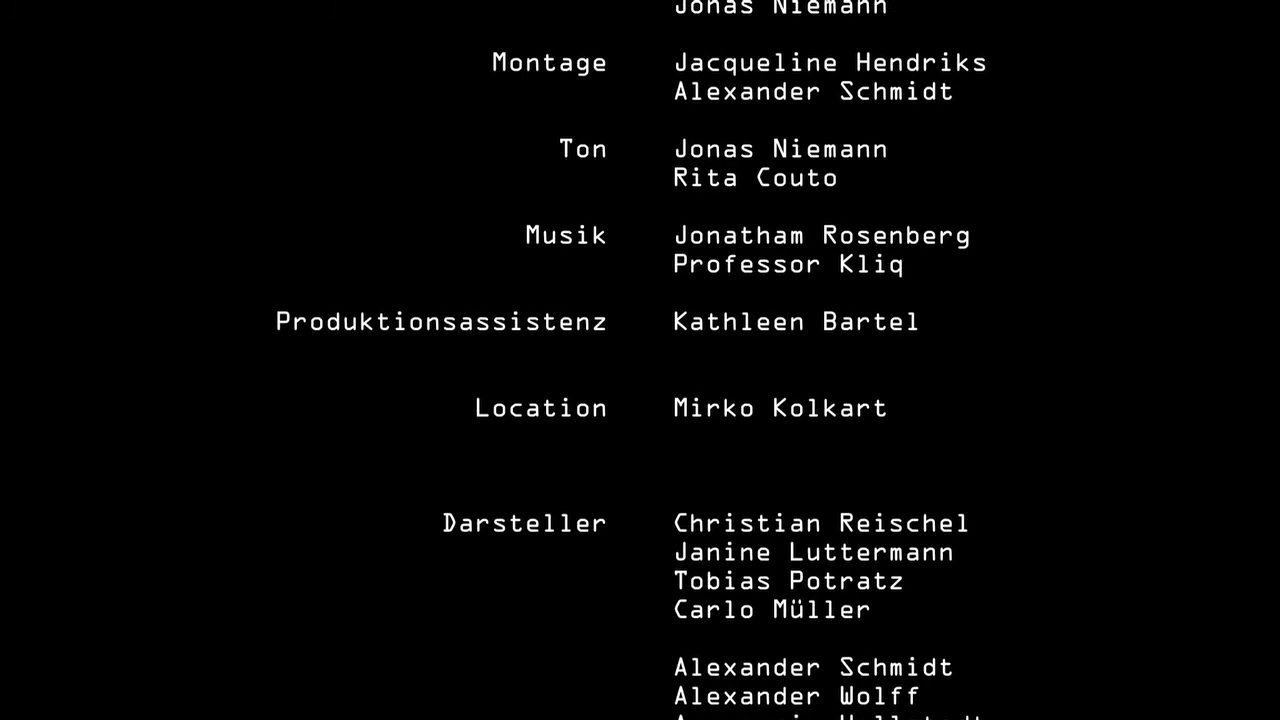 Jonas Niemann
Montage Jacqueline Hendriks
Alexander Schmidt
Ton Jonas Niemann
Rita Couto
Musik Jonatham Rosenberg
Professor Kliq
Produktionsassistenz Kathleen Bartel
Location Mirko Kolkart
Darsteller Christian Reischel
Janine Luttermann
Tobias Potratz
Carlo Müller
Alexander Schmidt
Alexander Wolff